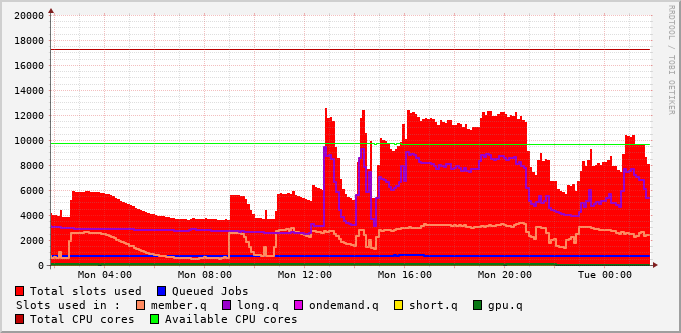 20000
18000
16000
14000
12000
10000
8000
6000
4000
2000
0
Mon 04:00 Mon 08:00 Mon 12:00 Mon 16:00 Mon 20:00 Tue 00:00
Total slots used Queued Jobs
Slots used in : member.q long.q ondemand.q short.q gpu.q
Total CPU cores Available CPU cores
RRDTOOL / TOBI OETIKER